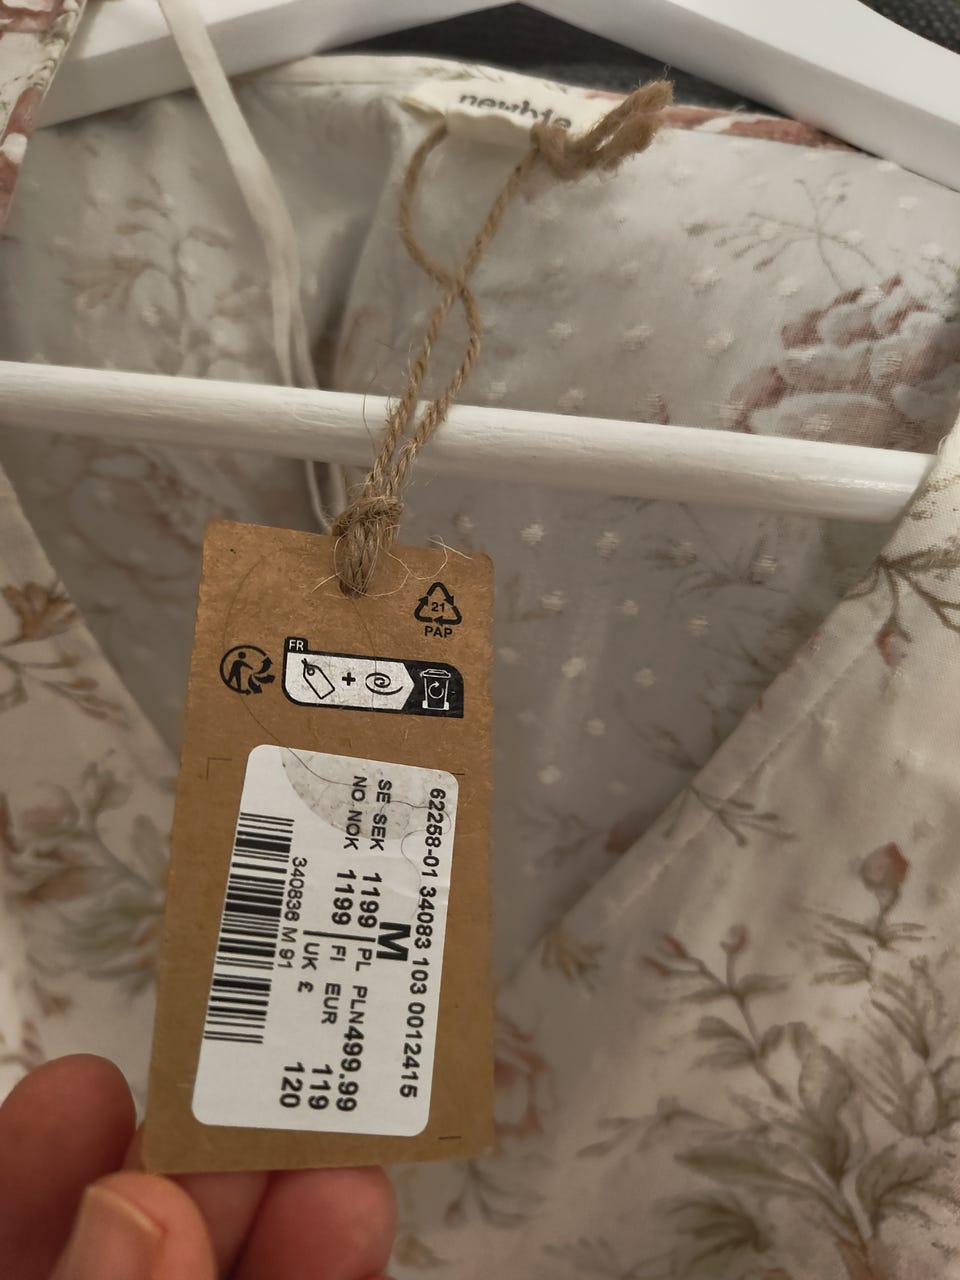 newbie
21
PAP
FR
62258-01 34083 103 0012415
M
SE SEK 1199 PL PLN499.99
NO NOK 1199 FI EUR 119
UK £ 120
340836 M 91